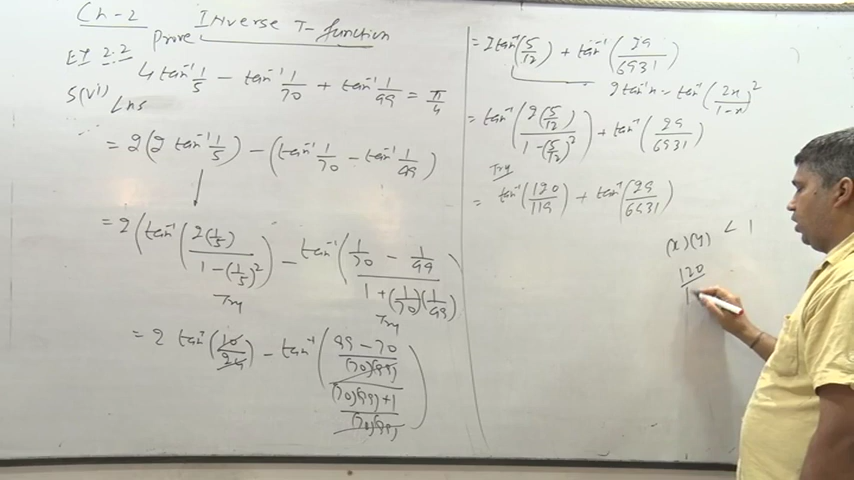 Ch-2 Inverse T-function
Ex 2.2 Prove
5(vi) 4 tan⁻¹ 1/5 - tan⁻¹ 1/70 + tan⁻¹ 1/99 = π/4
LHS
= 2(2 tan⁻¹ 1/5) - (tan⁻¹ 1/70 - tan⁻¹ 1/99)
= 2(tan⁻¹(2(1/5)/(1-(1/5)²)) - tan⁻¹((1/70 - 1/99)/(1+(1/70)(1/99)))
Try Try
= 2 tan⁻¹(10/24) - tan⁻¹(((99-70)/(70)(99))/(((70)(99)+1)/(70)(99)))
= 2tan⁻¹(5/12) + tan⁻¹(29/6931)
2tan⁻¹x = tan⁻¹(2x/1-x)²
= tan⁻¹(2(5/12)/(1-(5/12)²)) + tan⁻¹(29/6931)
Try
= tan⁻¹(120/119) + tan⁻¹(29/6931)
(x)(y) < 1
120/1